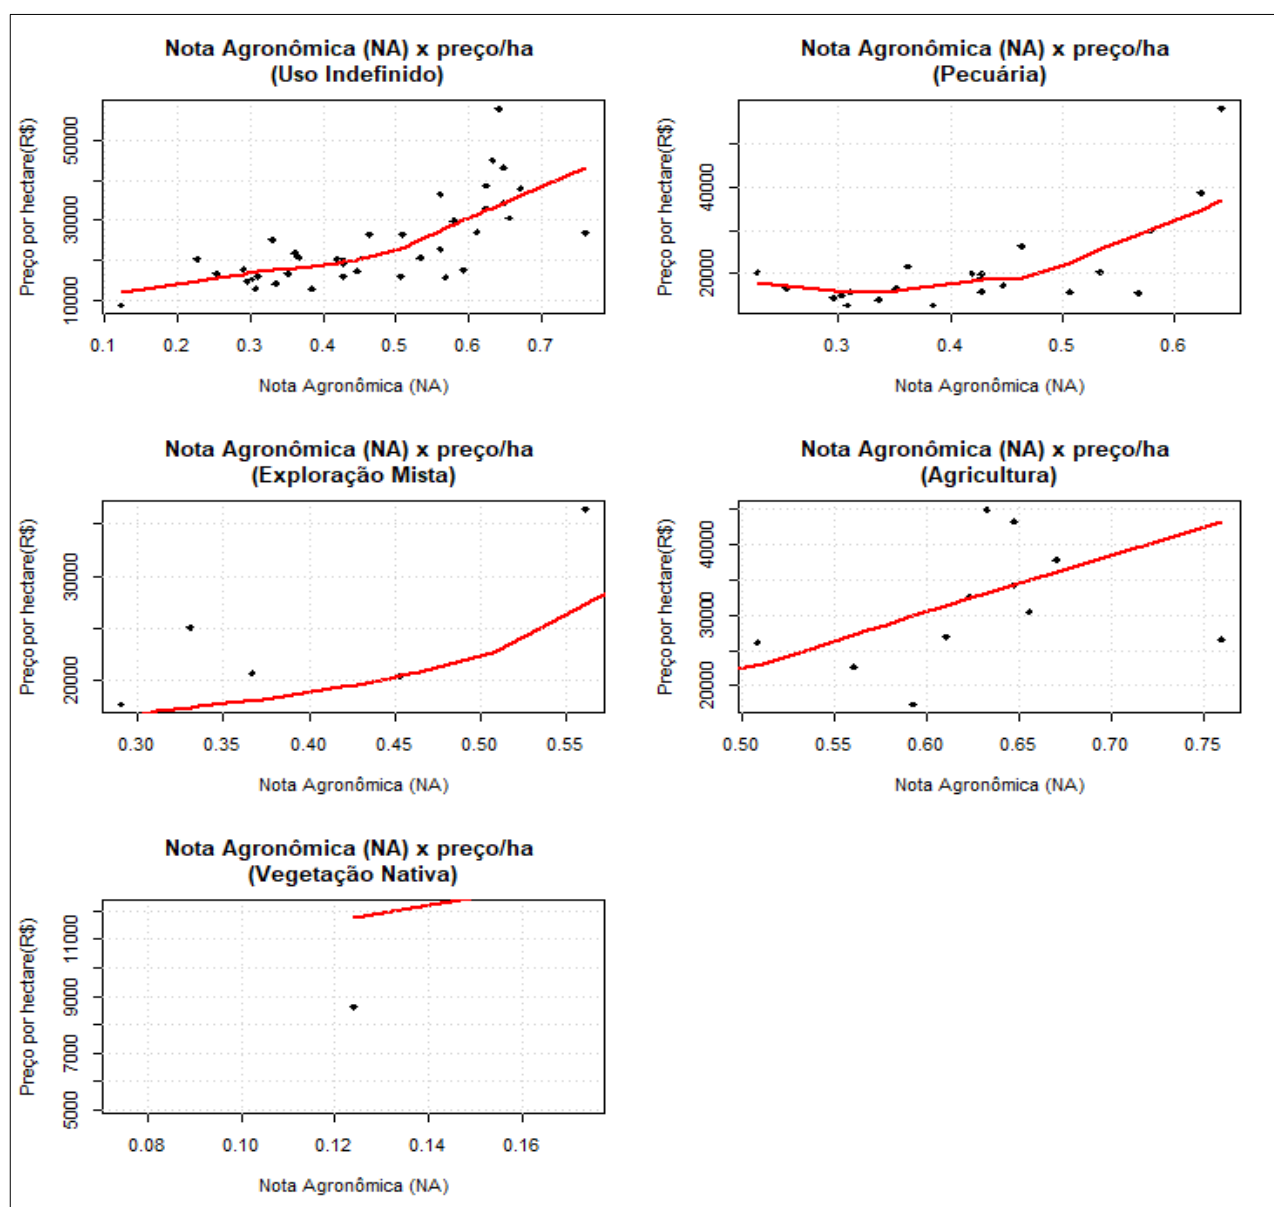 Nota Agronômica (NA) x preço/ha
(Uso Indefinido)
Preço por hectare(R$)
50000
30000
10000
0.1 0.2 0.3 0.4 0.5 0.6 0.7
Nota Agronômica (NA)
Nota Agronômica (NA) x preço/ha
(Pecuária)
Preço por hectare(R$)
40000
20000
0.3 0.4 0.5 0.6
Nota Agronômica (NA)
Nota Agronômica (NA) x preço/ha
(Exploração Mista)
Preço por hectare(R$)
30000
20000
0.30 0.35 0.40 0.45 0.50 0.55
Nota Agronômica (NA)
Nota Agronômica (NA) x preço/ha
(Agricultura)
Preço por hectare(R$)
40000
30000
20000
0.50 0.55 0.60 0.65 0.70 0.75
Nota Agronômica (NA)
Nota Agronômica (NA) x preço/ha
(Vegetação Nativa)
Preço por hectare(R$)
11000
9000
7000
5000
0.08 0.10 0.12 0.14 0.16
Nota Agronômica (NA)